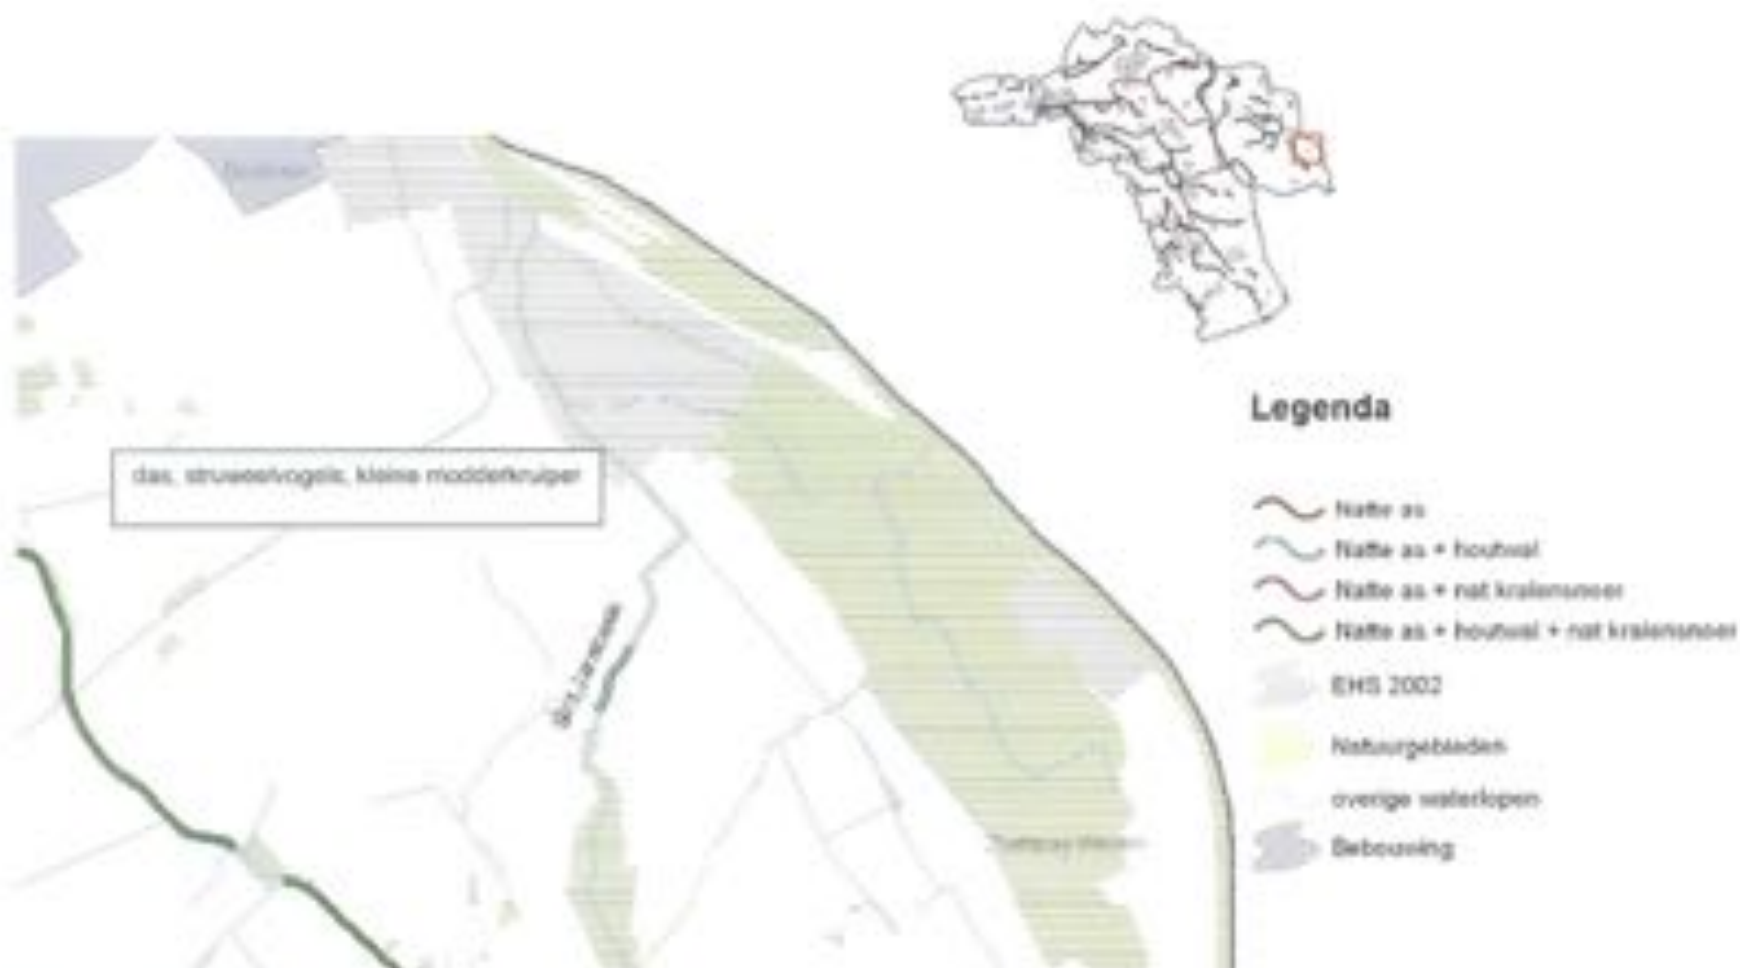 das, struweelvogels, kleine modderkruiper
Legenda
Natte as
Natte as + houtwal
Natte as + nat kralensnoer
Natte as + houtwal + nat kralensnoer
EHS 2002
Natuurgebieden
overige waterlopen
Bebouwing